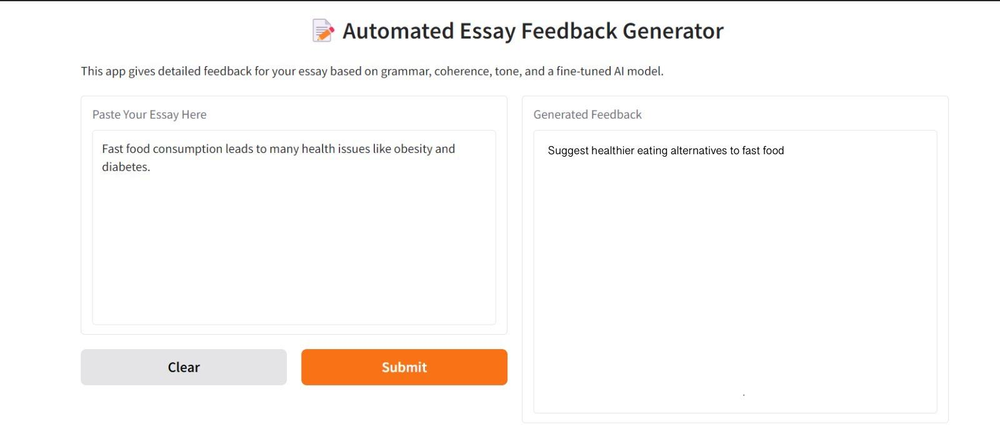 Automated Essay Feedback Generator
This app gives detailed feedback for your essay based on grammar, coherence, tone, and a fine-tuned AI model.
Paste Your Essay Here
Fast food consumption leads to many health issues like obesity and
diabetes.
Clear
Submit
Generated Feedback
Suggest healthier eating alternatives to fast food
.